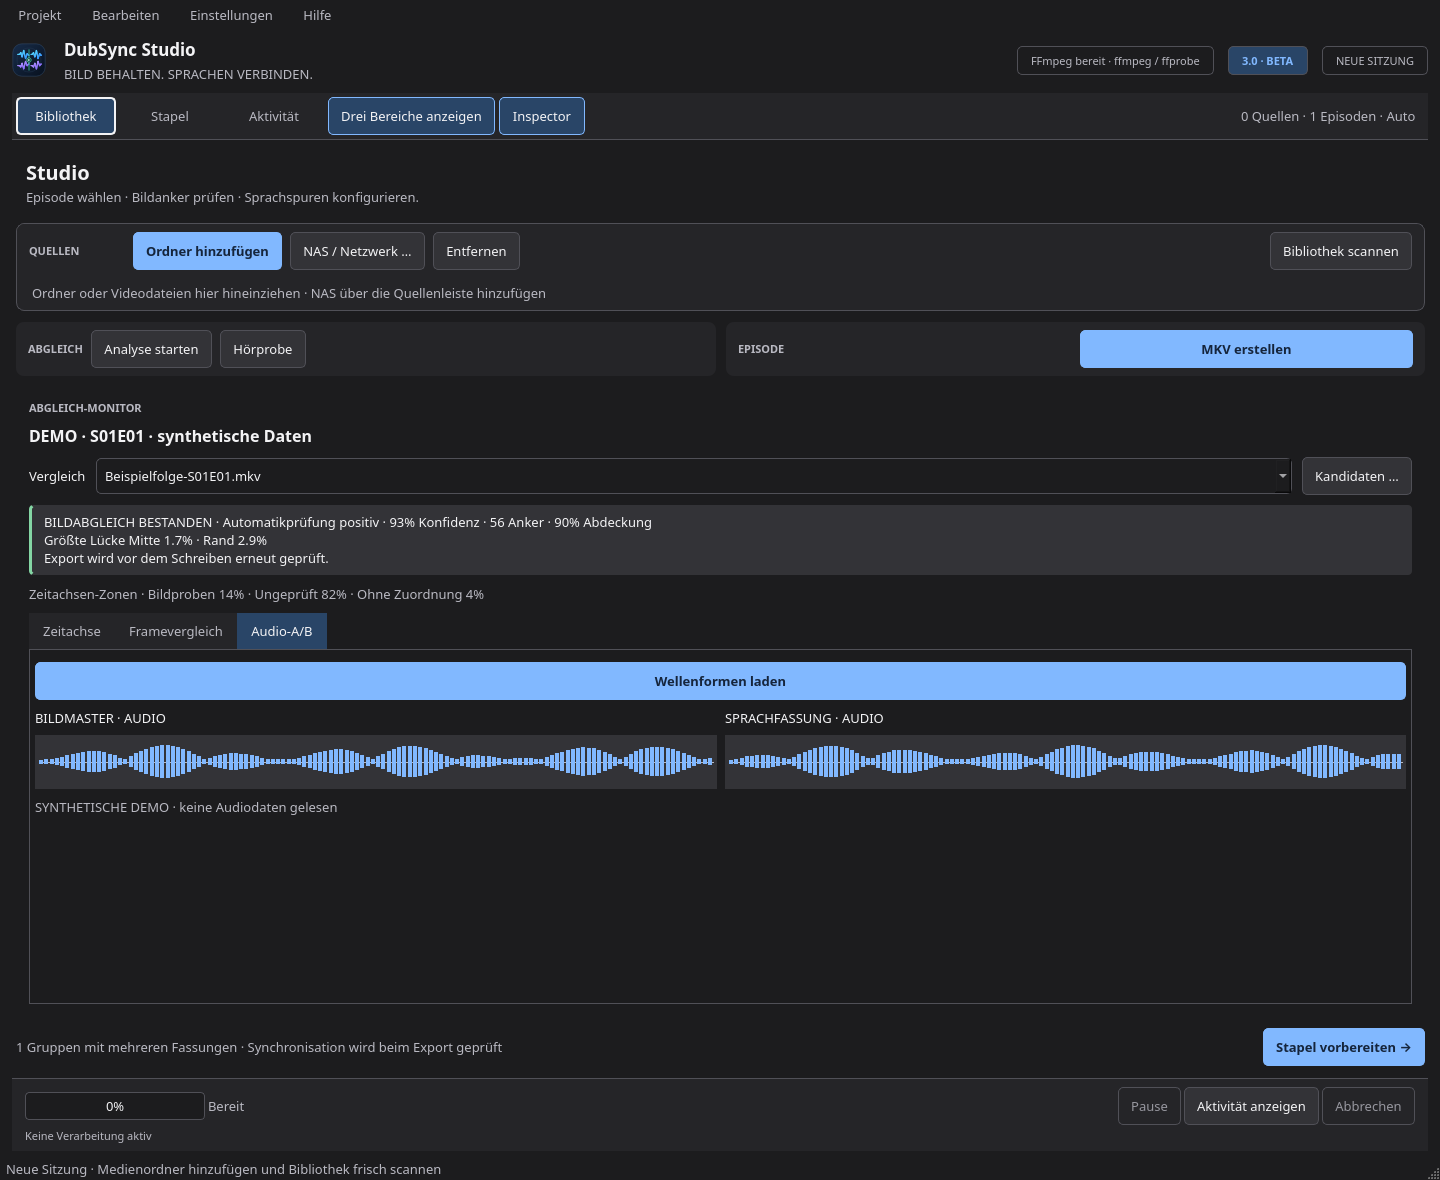 Projekt Bearbeiten Einstellungen Hilfe
DubSync Studio
BILD BEHALTEN. SPRACHEN VERBINDEN.
FFmpeg bereit · ffmpeg / ffprobe
3.0 · BETA
NEUE SITZUNG
Bibliothek Stapel Aktivität Drei Bereiche anzeigen Inspector
0 Quellen · 1 Episoden · Auto
Studio
Episode wählen · Bildanker prüfen · Sprachspuren konfigurieren.
QUELLEN Ordner hinzufügen NAS / Netzwerk ... Entfernen Bibliothek scannen
Ordner oder Videodateien hier hineinziehen · NAS über die Quellenleiste hinzufügen
ABGLEICH Analyse starten Hörprobe
EPISODE MKV erstellen
ABGLEICH-MONITOR
DEMO · S01E01 · synthetische Daten
Vergleich Beispielfolge-S01E01.mkv Kandidaten ...
BILDABGLEICH BESTANDEN · Automatikprüfung positiv · 93% Konfidenz · 56 Anker · 90% Abdeckung
Größte Lücke Mitte 1.7% · Rand 2.9%
Export wird vor dem Schreiben erneut geprüft.
Zeitachsen-Zonen · Bildproben 14% · Ungeprüft 82% · Ohne Zuordnung 4%
Zeitachse Framevergleich Audio-A/B
Wellenformen laden
BILDMASTER · AUDIO
SPRACHFASSUNG · AUDIO
SYNTHETISCHE DEMO · keine Audiodaten gelesen
1 Gruppen mit mehreren Fassungen · Synchronisation wird beim Export geprüft
Stapel vorbereiten →
0% Bereit
Pause Aktivität anzeigen Abbrechen
Keine Verarbeitung aktiv
Neue Sitzung · Medienordner hinzufügen und Bibliothek frisch scannen